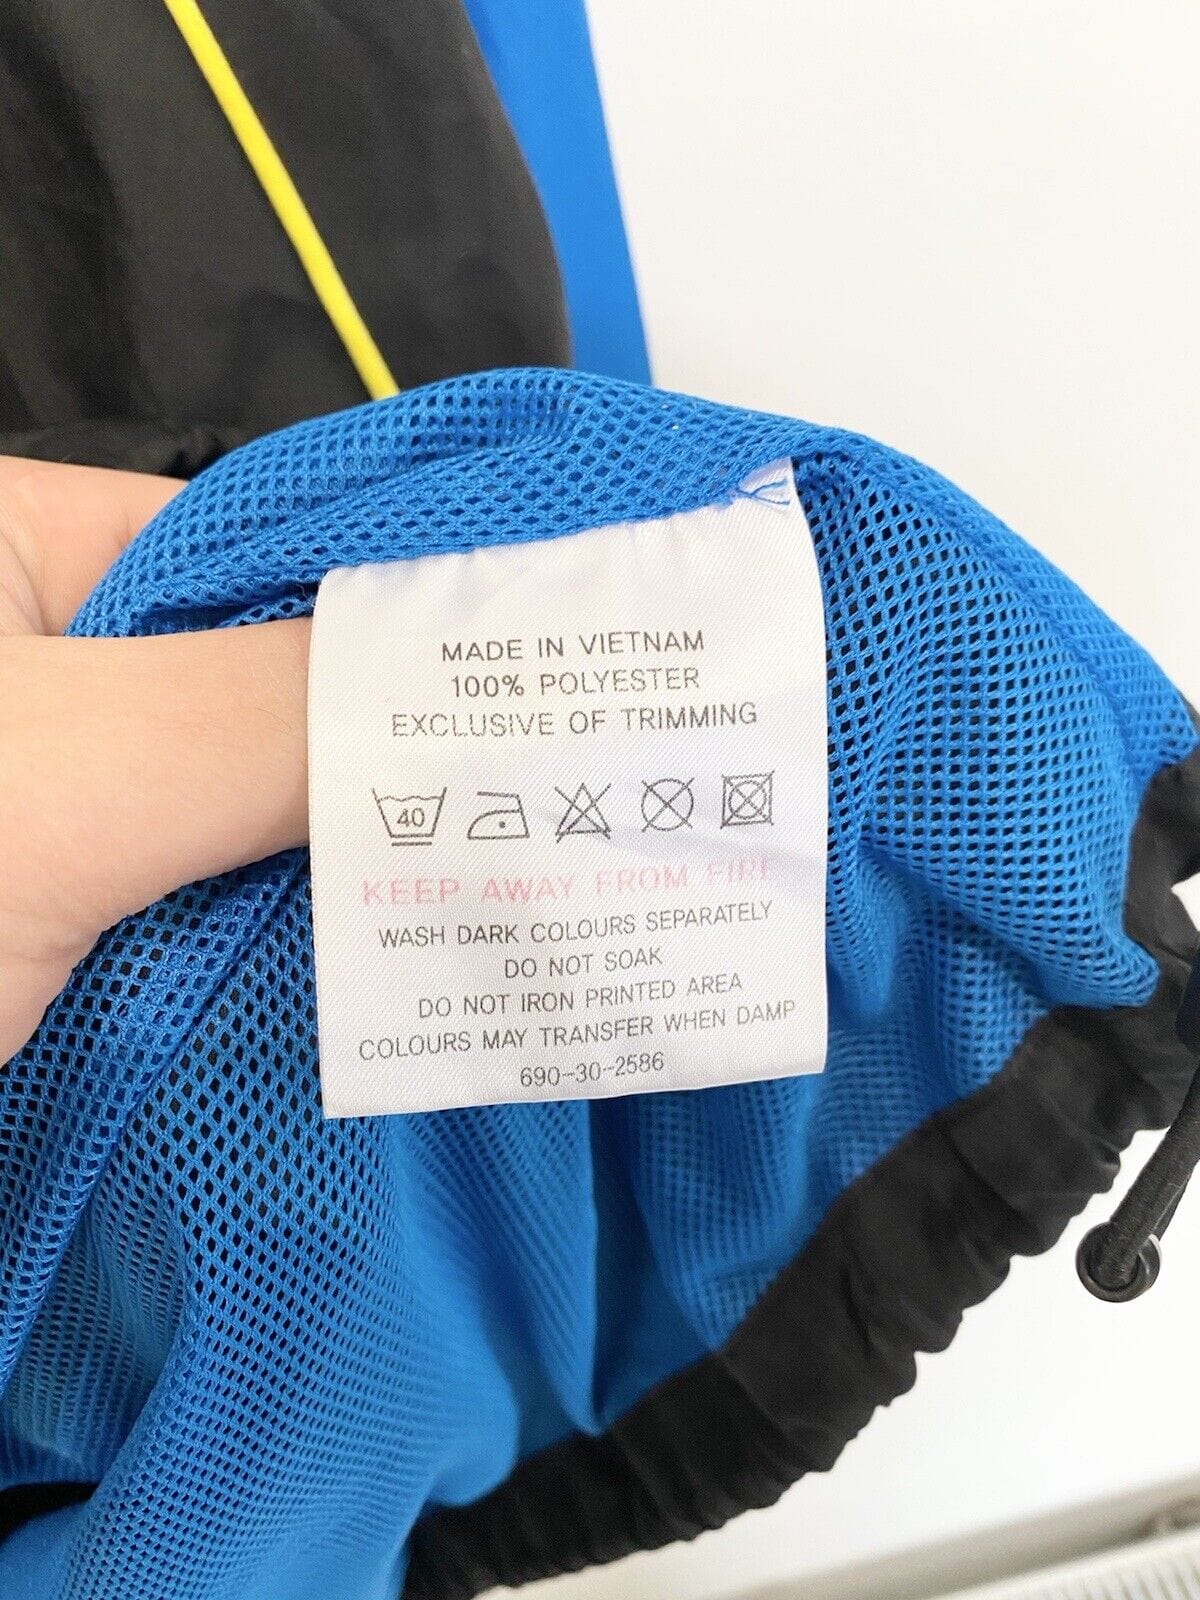 MADE IN VIETNAM
100% POLYESTER
EXCLUSIVE OF TRIMMING
40
KEEP AWAY FROM FIRE
WASH DARK COLOURS SEPARATELY
DO NOT SOAK
DO NOT IRON PRINTED AREA
COLOURS MAY TRANSFER WHEN DAMP
690-30-2586